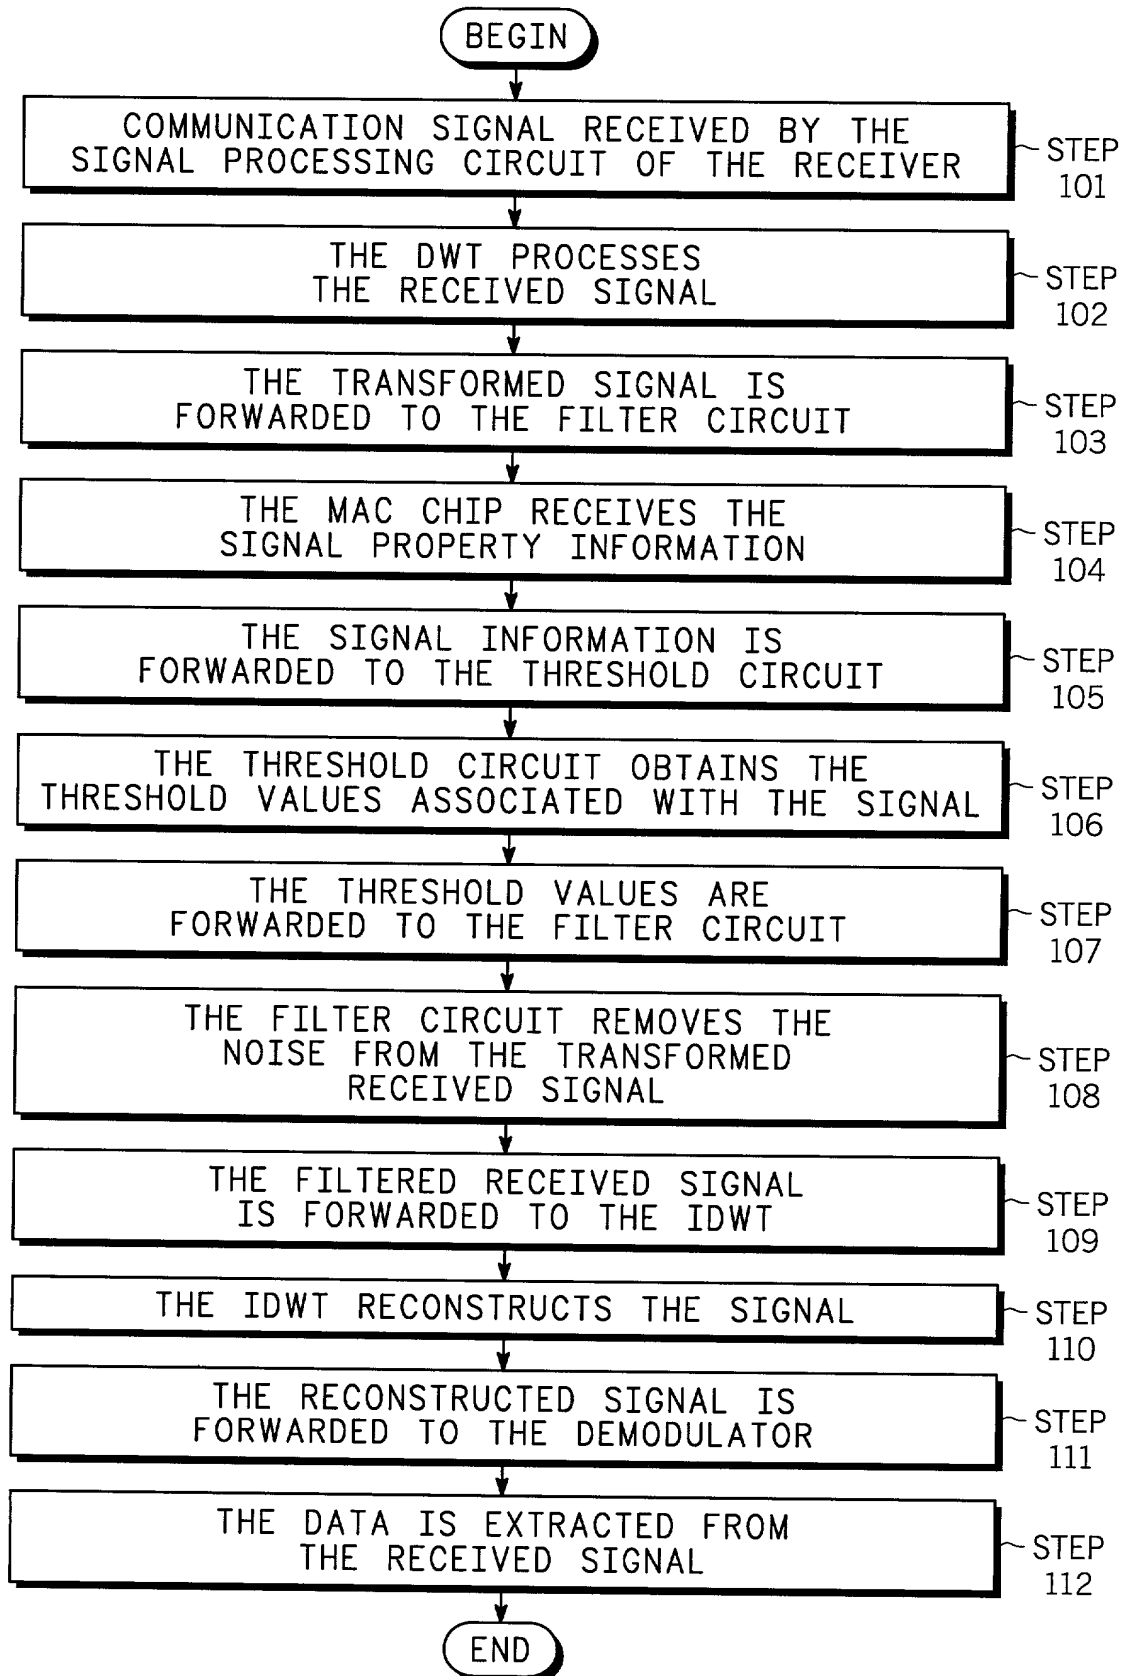 BEGIN
COMMUNICATION SIGNAL RECEIVED BY THE
SIGNAL PROCESSING CIRCUIT OF THE RECEIVER
STEP
101
THE DWT PROCESSES
THE RECEIVED SIGNAL
STEP
102
THE TRANSFORMED SIGNAL IS
FORWARDED TO THE FILTER CIRCUIT
STEP
103
THE MAC CHIP RECEIVES THE
SIGNAL PROPERTY INFORMATION
STEP
104
THE SIGNAL INFORMATION IS
FORWARDED TO THE THRESHOLD CIRCUIT
STEP
105
THE THRESHOLD CIRCUIT OBTAINS THE
THRESHOLD VALUES ASSOCIATED WITH THE SIGNAL
STEP
106
THE THRESHOLD VALUES ARE
FORWARDED TO THE FILTER CIRCUIT
STEP
107
THE FILTER CIRCUIT REMOVES THE
NOISE FROM THE TRANSFORMED
RECEIVED SIGNAL
STEP
108
THE FILTERED RECEIVED SIGNAL
IS FORWARDED TO THE IDWT
STEP
109
THE IDWT RECONSTRUCTS THE SIGNAL
STEP
110
THE RECONSTRUCTED SIGNAL IS
FORWARDED TO THE DEMODULATOR
STEP
111
THE DATA IS EXTRACTED FROM
THE RECEIVED SIGNAL
STEP
112
END